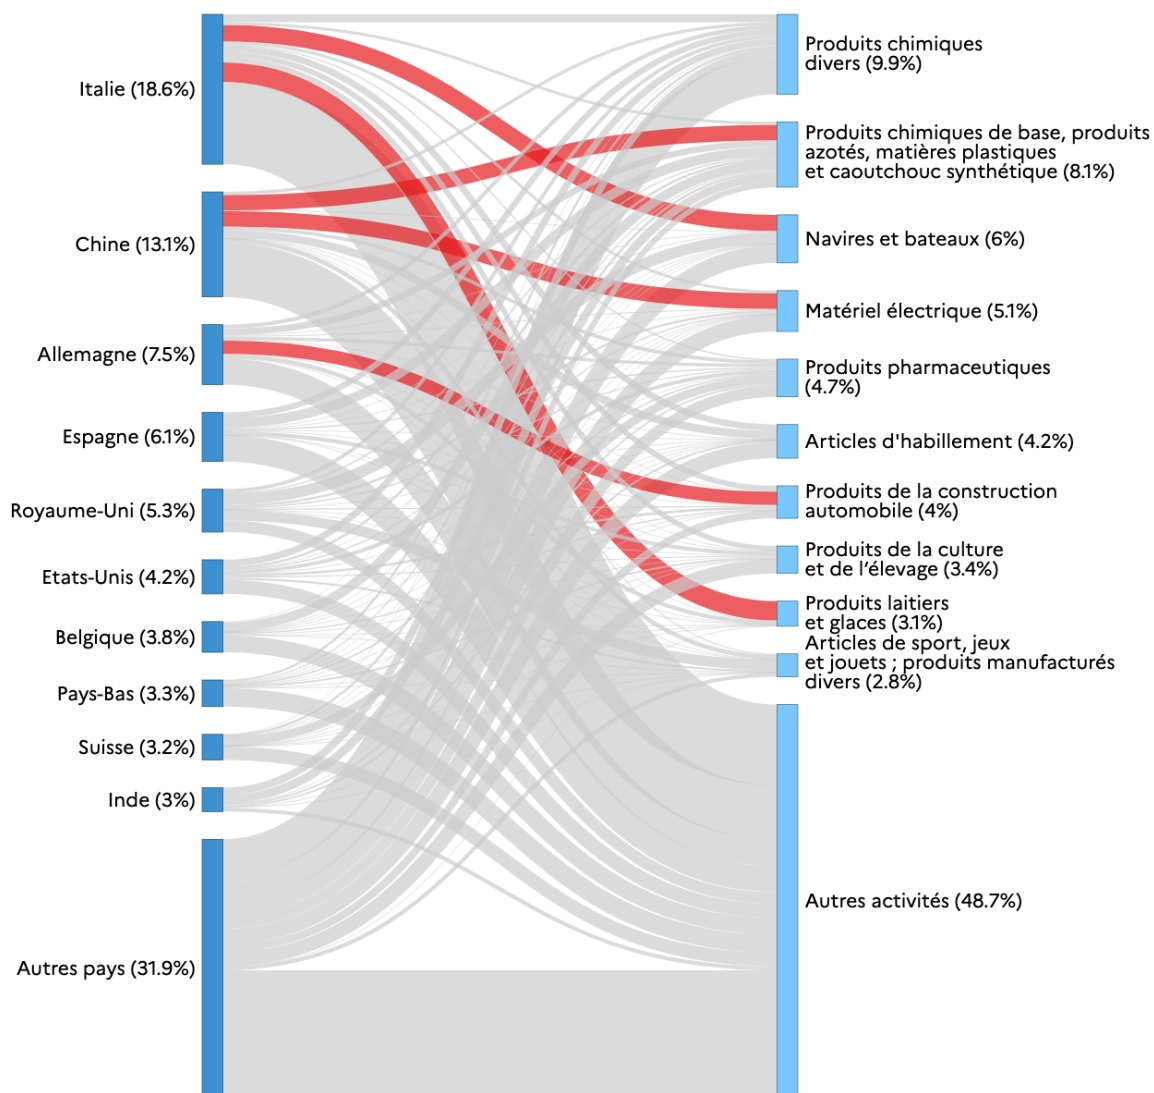 Italie (18.6%)
Chine (13.1%)
Allemagne (7.5%)
Espagne (6.1%)
Royaume-Uni (5.3%)
Etats-Unis (4.2%)
Belgique (3.8%)
Pays-Bas (3.3%)
Suisse (3.2%)
Inde (3%)
Autres pays (31.9%)
Produits chimiques
divers (9.9%)
Produits chimiques de base, produits
azotés, matières plastiques
et caoutchouc synthétique (8.1%)
Navires et bateaux (6%)
Matériel électrique (5.1%)
Produits pharmaceutiques
(4.7%)
Articles d'habillement (4.2%)
Produits de la construction
automobile (4%)
Produits de la culture
et de l’élevage (3.4%)
Produits laitiers
et glaces (3.1%)
Articles de sport, jeux
et jouets ; produits manufacturés
divers (2.8%)
Autres activités (48.7%)